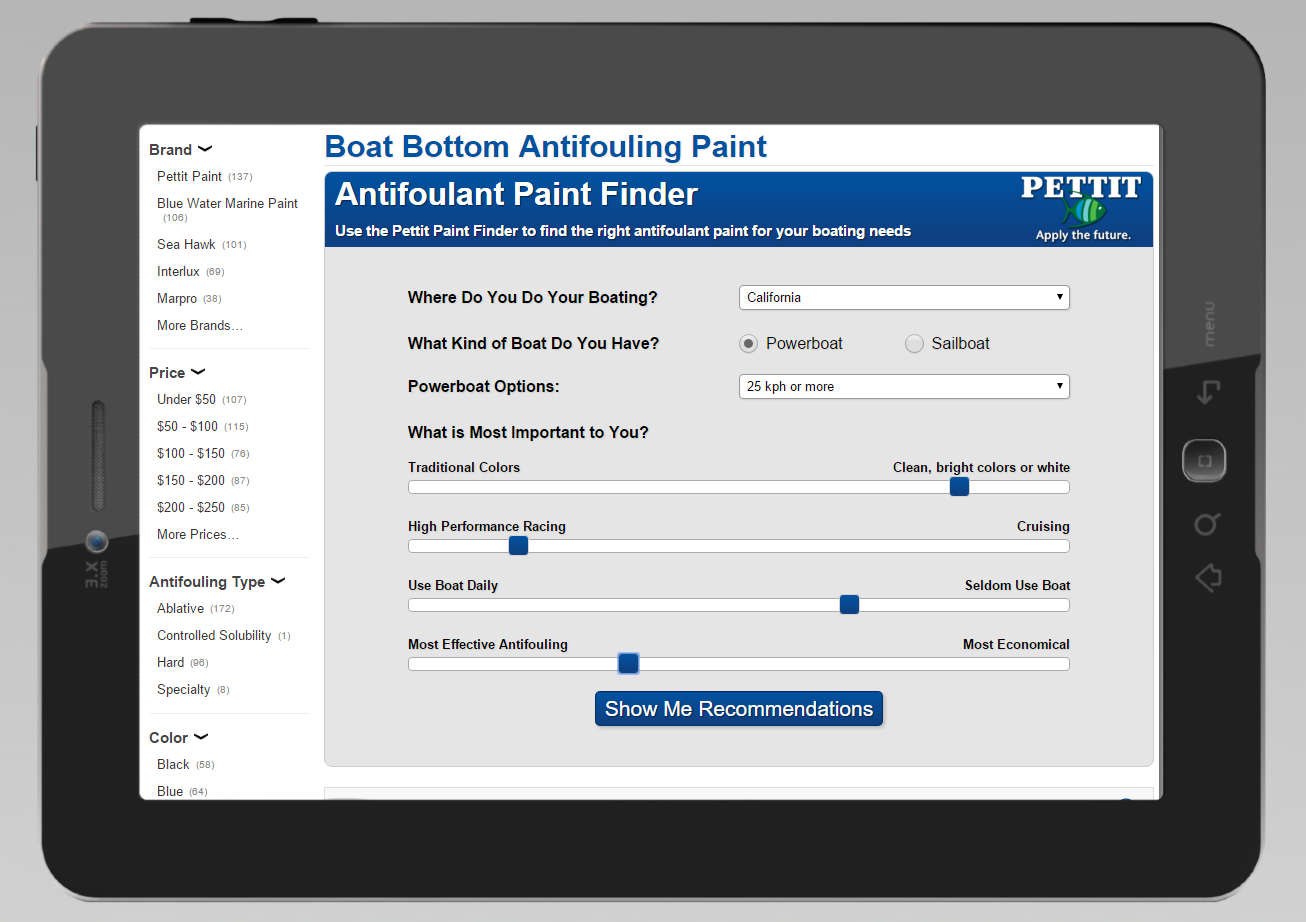 Brand
Pettit Paint (137)
Blue Water Marine Paint
(106)
Sea Hawk (101)
Interlux (69)
Marpro (38)
More Brands...
Price
Under $50 (107)
$50 - $100 (115)
$100 - $150 (76)
$150 - $200 (87)
$200 - $250 (85)
More Prices...
Antifouling Type
Ablative (172)
Controlled Solubility (1)
Hard (96)
Specialty (8)
Color
Black (58)
Blue (64)
Boat Bottom Antifouling Paint
Antifoulant Paint Finder
Use the Pettit Paint Finder to find the right antifoulant paint for your boating needs
PETTIT
Apply the future.
Where Do You Do Your Boating? California
What Kind of Boat Do You Have? Powerboat Sailboat
Powerboat Options: 25 kph or more
What is Most Important to You?
Traditional Colors Clean, bright colors or white
High Performance Racing Cruising
Use Boat Daily Seldom Use Boat
Most Effective Antifouling Most Economical
Show Me Recommendations
menu
3.X
zoom